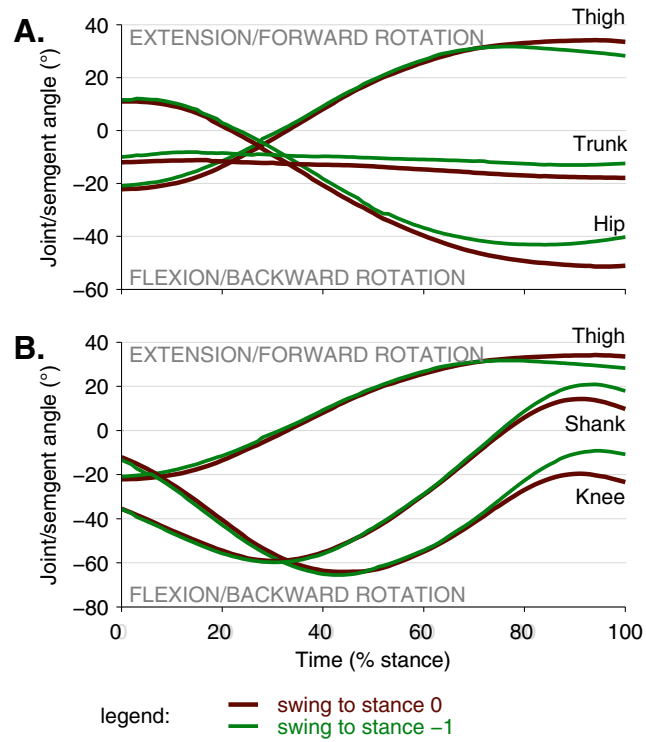 A.
EXTENSION/FORWARD ROTATION
Thigh
40
20
0
−20
−40
−60
Joint/semgent angle (°)
Trunk
Hip
FLEXION/BACKWARD ROTATION
B.
EXTENSION/FORWARD ROTATION
Thigh
40
20
0
−20
−40
−60
−80
Joint/semgent angle (°)
Shank
Knee
FLEXION/BACKWARD ROTATION
0 20 40 60 80 100
Time (% stance)
legend:
swing to stance 0
swing to stance −1